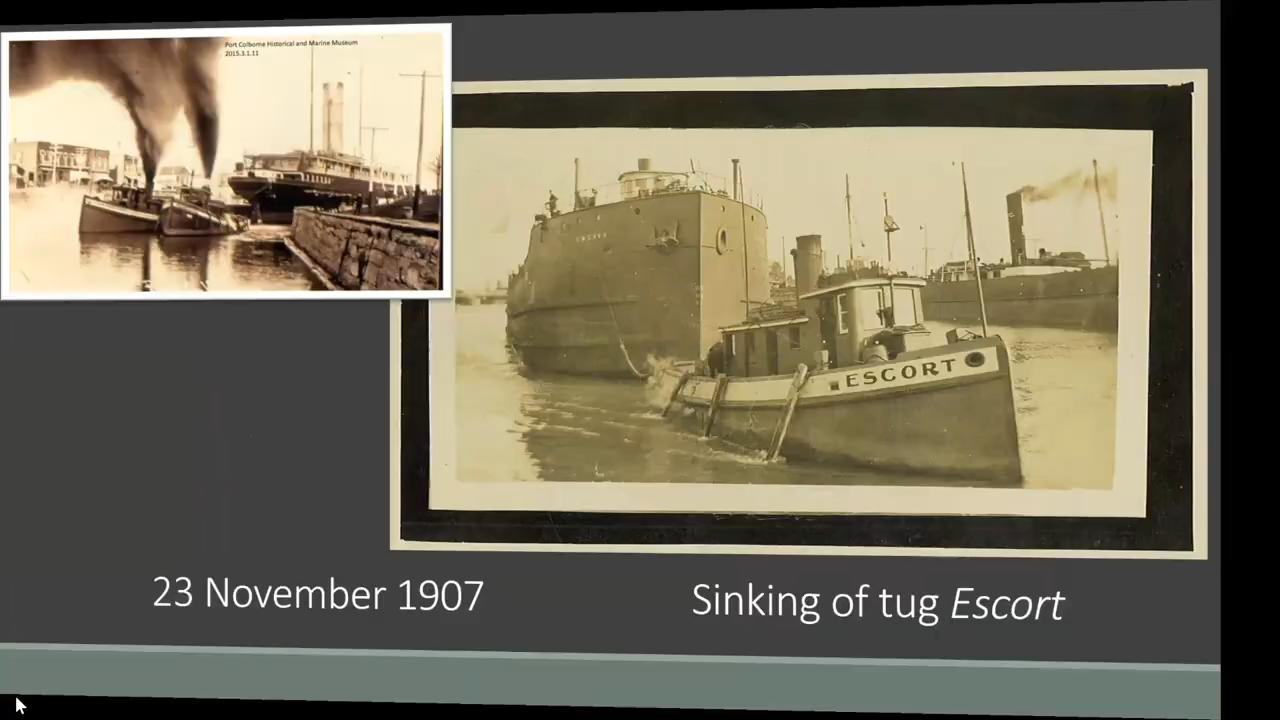 Port Colborne Historical and Marine Museum
2015.3.1.11
ESCORT
23 November 1907
Sinking of tug Escort